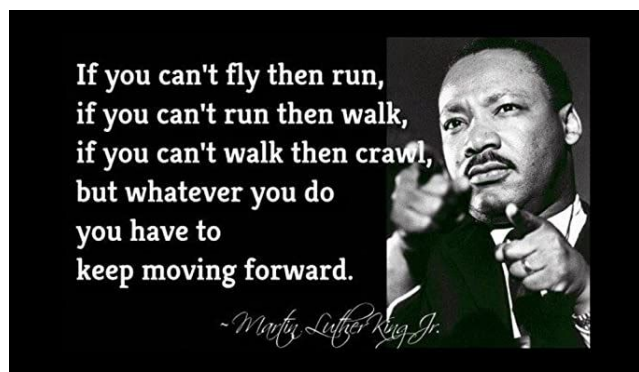 If you can't fly then run,
if you can't run then walk,
if you can't walk then crawl,
but whatever you do
you have to
keep moving forward.
~ Martin Luther King Jr.